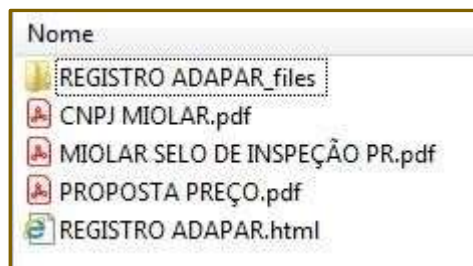 Nome
REGISTRO ADAPAR_files
CNPJ MIOLAR.pdf
MIOLAR SELO DE INSPEÇÃO PR.pdf
PROPOSTA PREÇO.pdf
REGISTRO ADAPAR.html